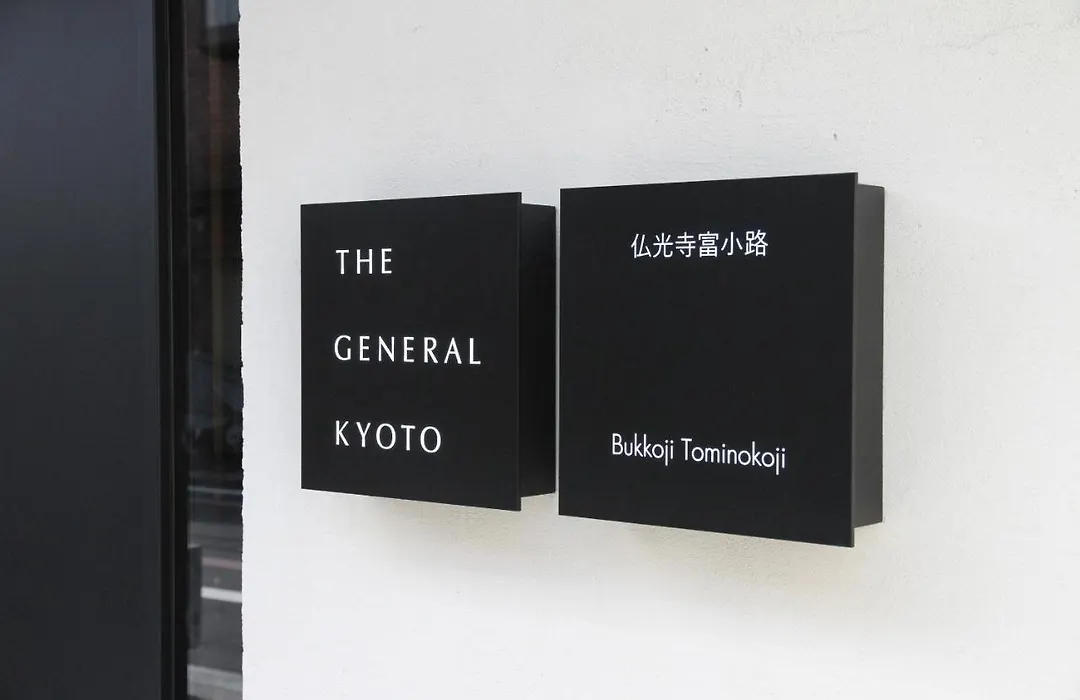 THE
GENERAL
KYOTO
仏光寺富小路
Bukkoji Tominokoji